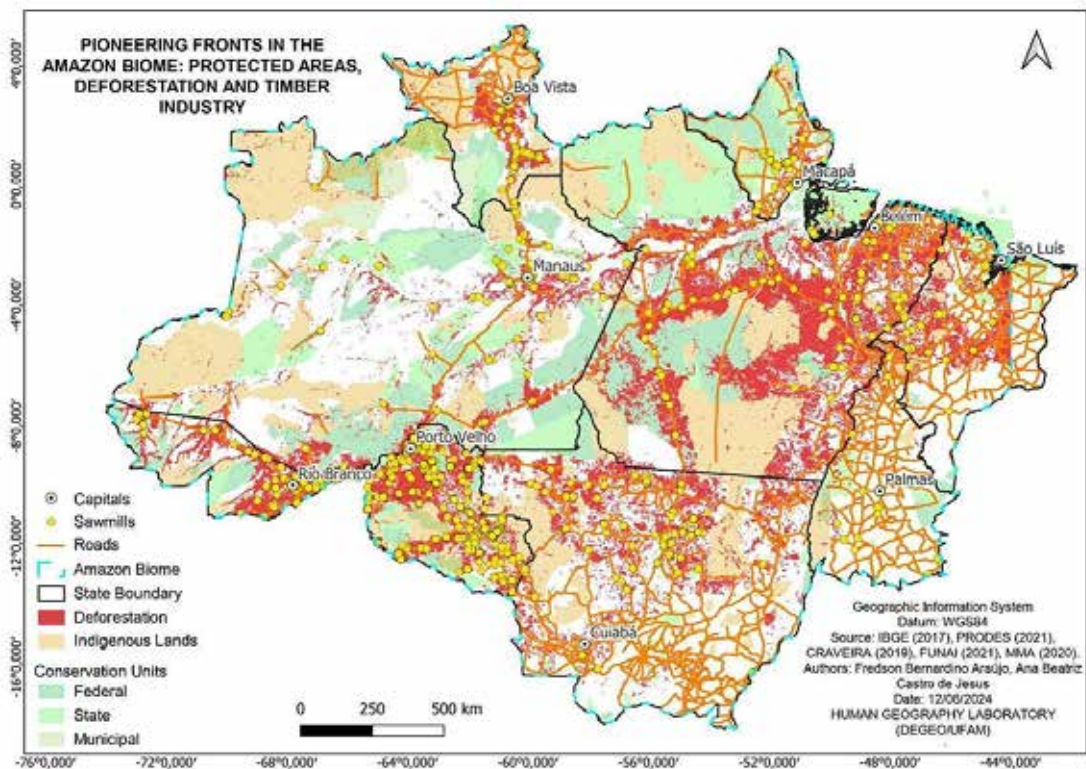 PIONEERING FRONTS IN THE
AMAZON BIOME: PROTECTED AREAS,
DEFORESTATION AND TIMBER
INDUSTRY
4°0,000'
0°0,000'
-4°0,000'
-8°0,000'
-12°0,000'
-16°0,000'
Boa Vista
Macapá
Belém
São Luís
Manaus
Porto Velho
Rio Branco
Palmas
Cuiabá
Capitals
Sawmills
Roads
Amazon Biome
State Boundary
Deforestation
Indigenous Lands
Conservation Units
Federal
State
Municipal
0 250 500 km
Geographic Information System
Datum: WGS84
Source: IBGE (2017), PRODES (2021),
CRAVEIRA (2019), FUNAI (2021), MMA (2020).
Authors: Fredson Bernardino Araújo, Ana Beatriz
Castro de Jesus
Date: 12/06/2024
HUMAN GEOGRAPHY LABORATORY
(DEGEO/UFAM)
-76°0,000' -72°0,000' -68°0,000' -64°0,000' -60°0,000' -56°0,000' -52°0,000' -48°0,000' -44°0,000'